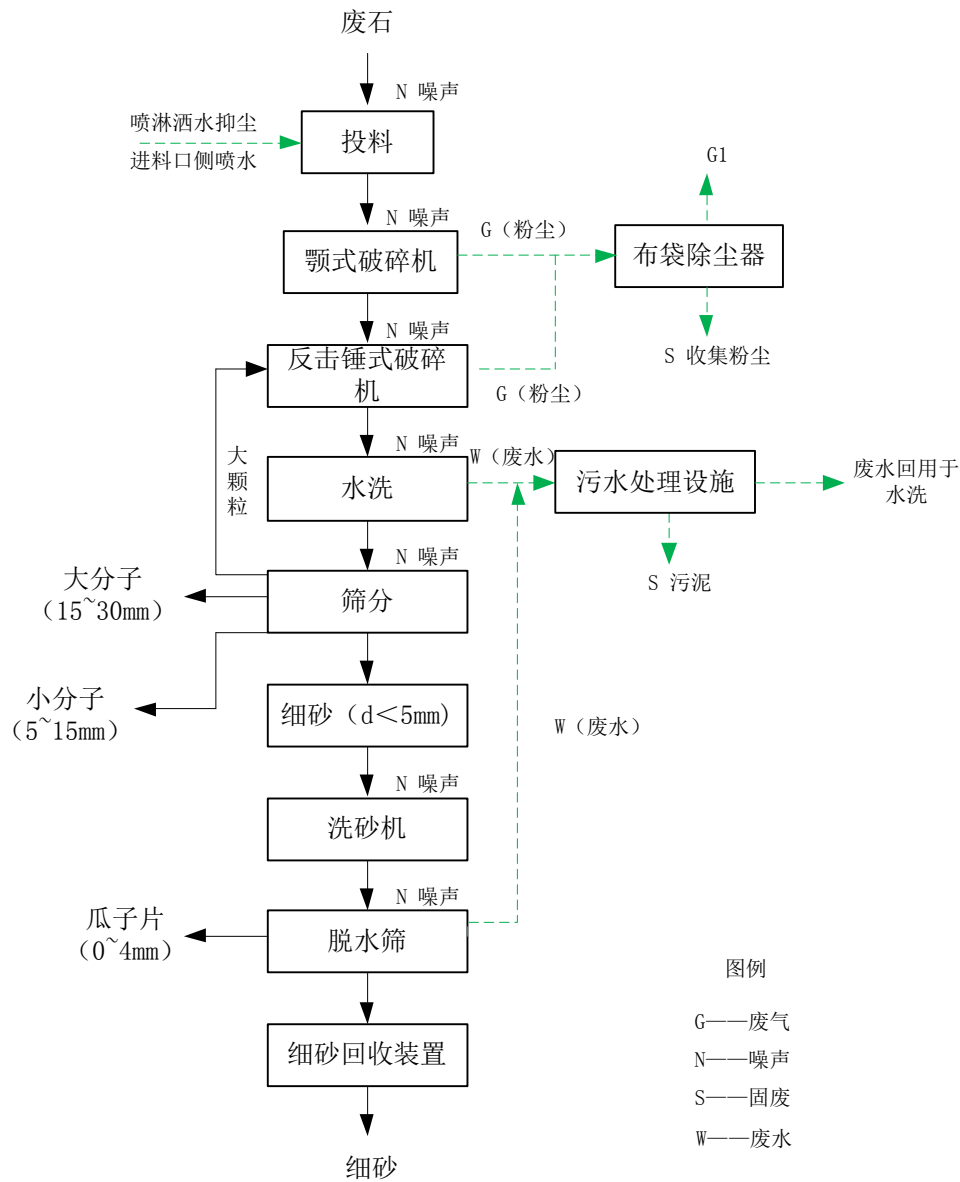 废石
N 噪声
喷淋洒水抑尘
进料口侧喷水
投料
G1
N 噪声
G（粉尘）
颚式破碎机
布袋除尘器
N 噪声
S 收集粉尘
反击锤式破碎
机
G（粉尘）
大
颗
粒
N 噪声
W（废水）
水洗
污水处理设施
废水回用于
水洗
N 噪声
S 污泥
大分子
（15~30mm）
筛分
小分子
（5~15mm）
细砂（d＜5mm）
W（废水）
N 噪声
洗砂机
N 噪声
瓜子片
（0~4mm）
脱水筛
图例
细砂回收装置
G——废气
N——噪声
S——固废
W——废水
细砂